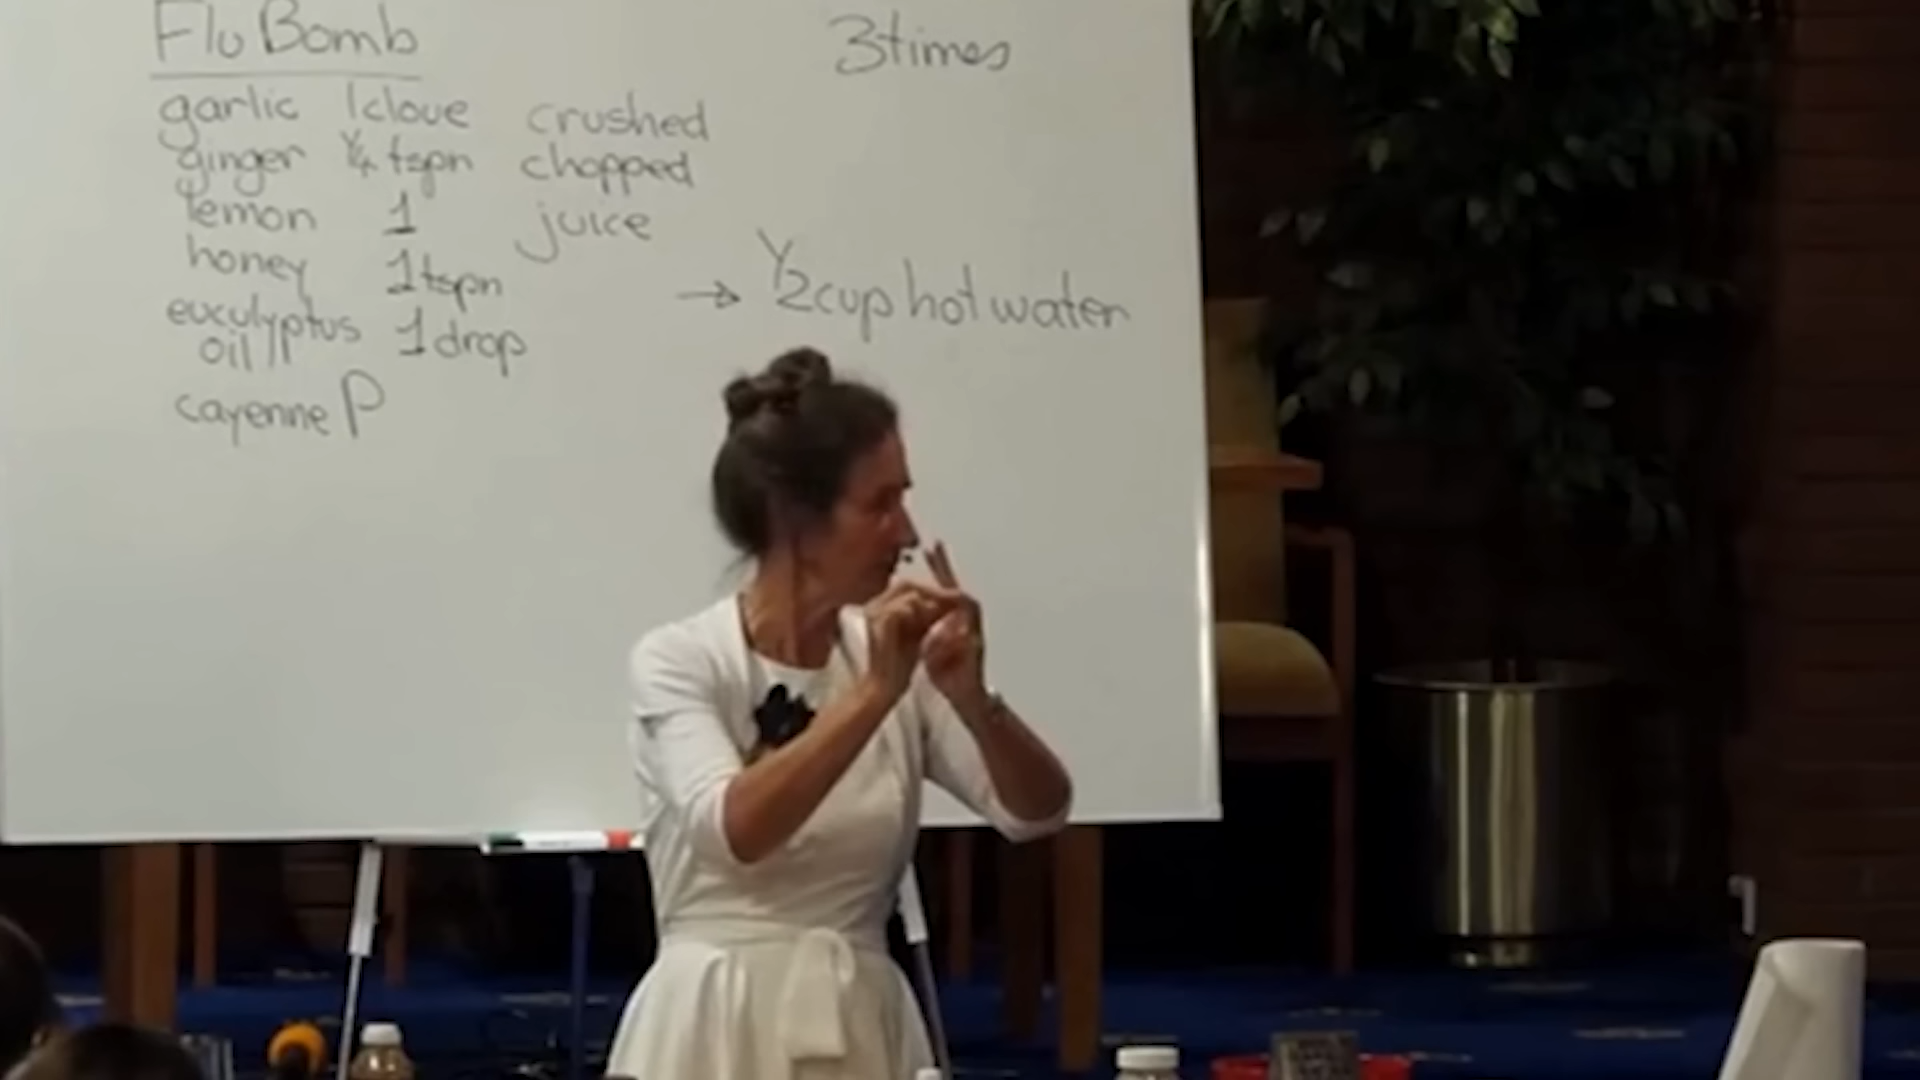 Flu Bomb
3times
garlic 1clove crushed
ginger 1/4 tspn chopped
lemon 1 juice
honey 1tspn
→ 1/2cup hot water
euculyptus
oil 1drop
cayenne P